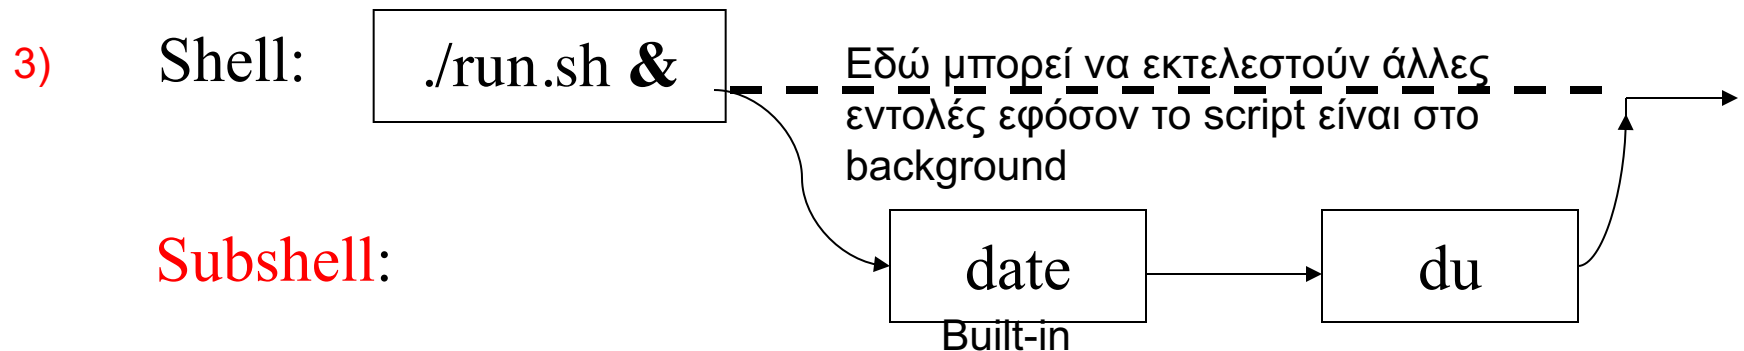 3) Shell: ./run.sh &
Εδώ μπορεί να εκτελεστούν άλλες
εντολές εφόσον το script είναι στο
background
Subshell: date du
Built-in